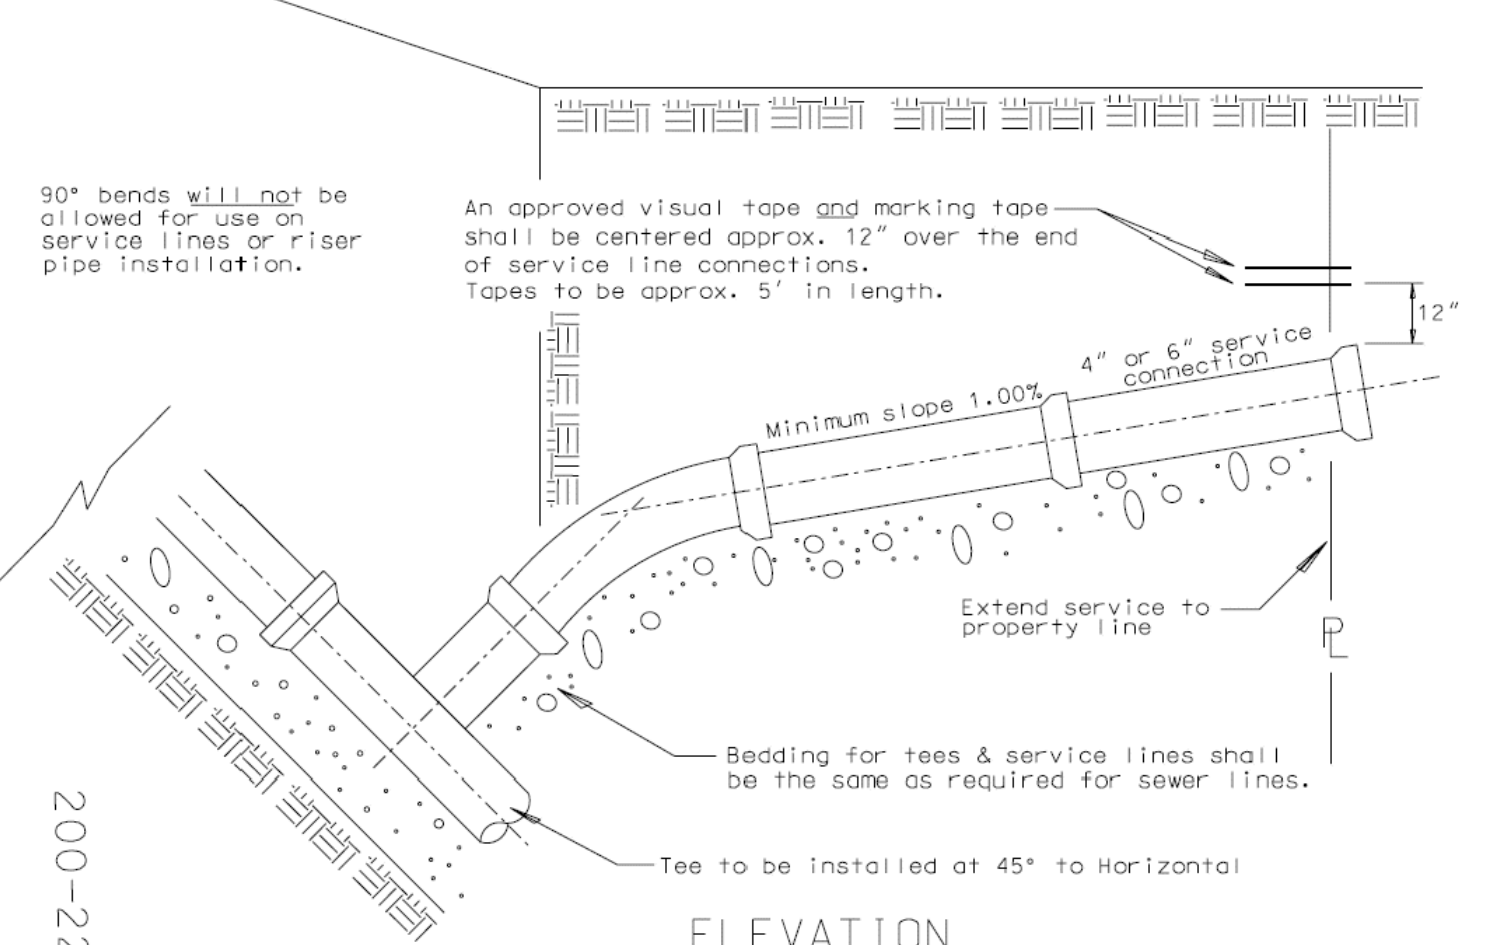 90° bends will not be
allowed for use on
service lines or riser
pipe installation.
An approved visual tape and marking tape
shall be centered approx. 12" over the end
of service line connections.
Tapes to be approx. 5' in length.
12"
4" or 6" service
connection
Minimum slope 1.00%
Extend service to
property line
PL
Bedding for tees & service lines shall
be the same as required for sewer lines.
Tee to be installed at 45° to Horizontal
ELEVATION